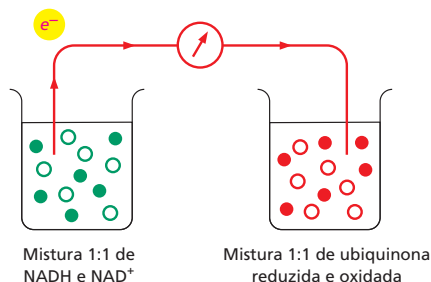 e⁻
Mistura 1:1 de
NADH e NAD⁺
Mistura 1:1 de ubiquinona
reduzida e oxidada